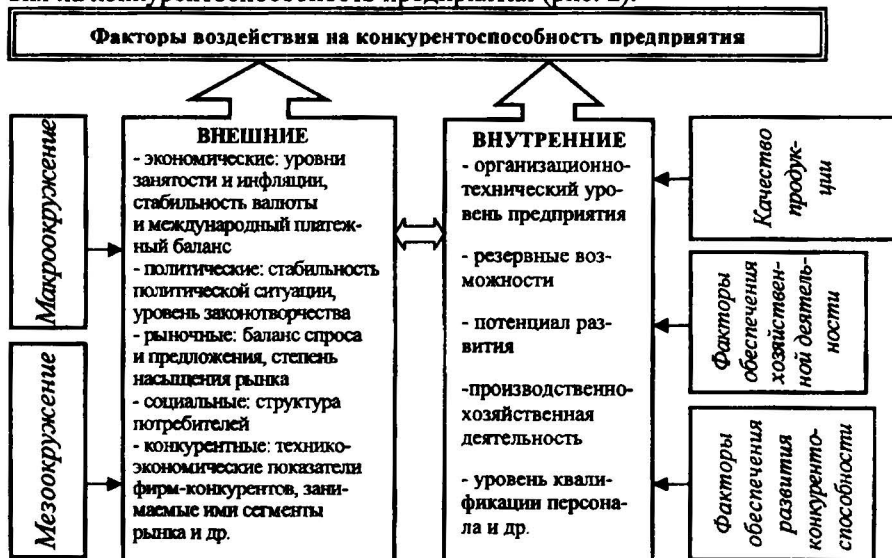 на конкурентоспособность предприятия (рис. 2).
Факторы воздействия на конкурентоспособность предприятия
Макроокружение
Мезоокружение
ВНЕШНИЕ
- экономические: уровни
занятости и инфляции,
стабильность валюты
и международный платеж-
ный баланс
- политические: стабильность
политической ситуации,
уровень законотворчества
- рыночные: баланс спроса
и предложения, степень
насыщения рынка
- социальные: структура
потребителей
- конкурентные: технико-
экономические показатели
фирм-конкурентов, зани-
маемые ими сегменты
рынка и др.
ВНУТРЕННИЕ
- организационно-
технический уро-
вень предприятия
- резервные воз-
можности
- потенциал раз-
вития
-производственно-
хозяйственная
деятельность
- уровень квали-
фикации персона-
ла и др.
Качество
продук-
ции
Факторы
обеспечения
хозяйствен-
ной деятель-
ности
Факторы
обеспечения
развития
конкуренто-
способности